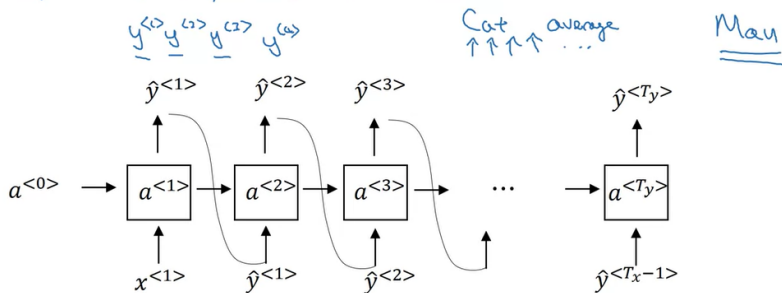 y<1> y<2> y<3> y<4> Cat average ... Mau
ŷ<1> ŷ<2> ŷ<3> ŷ<Ty>
a<0> a<1> a<2> a<3> ... a<Ty>
x<1> ŷ<1> ŷ<2> ŷ<Tx−1>